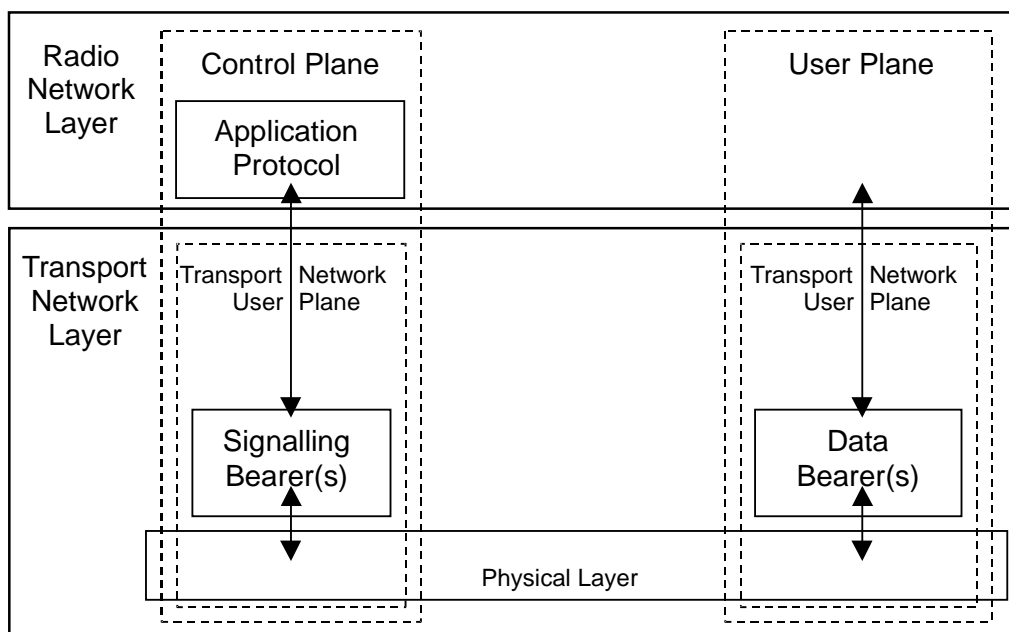 Radio
Network
Layer
Control Plane
User Plane
Application
Protocol
Transport
Network
Layer
Transport Network
User Plane
Transport Network
User Plane
Signalling
Bearer(s)
Data
Bearer(s)
Physical Layer